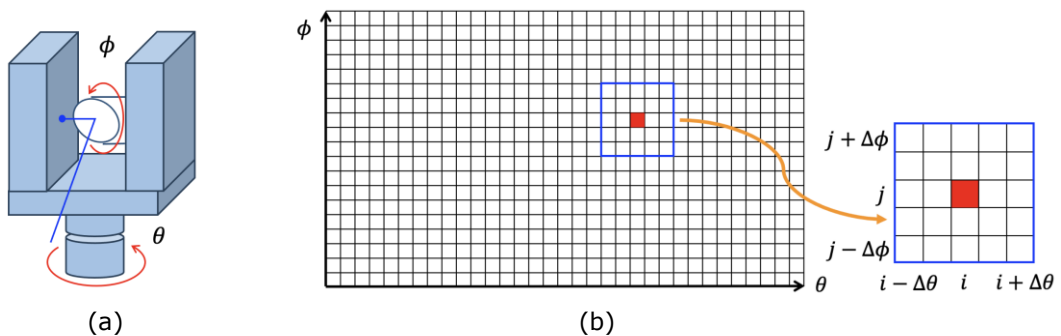 ϕ
θ
(a)
ϕ
θ
(b)
j + Δϕ
j
j − Δϕ
i − Δθ i i + Δθ